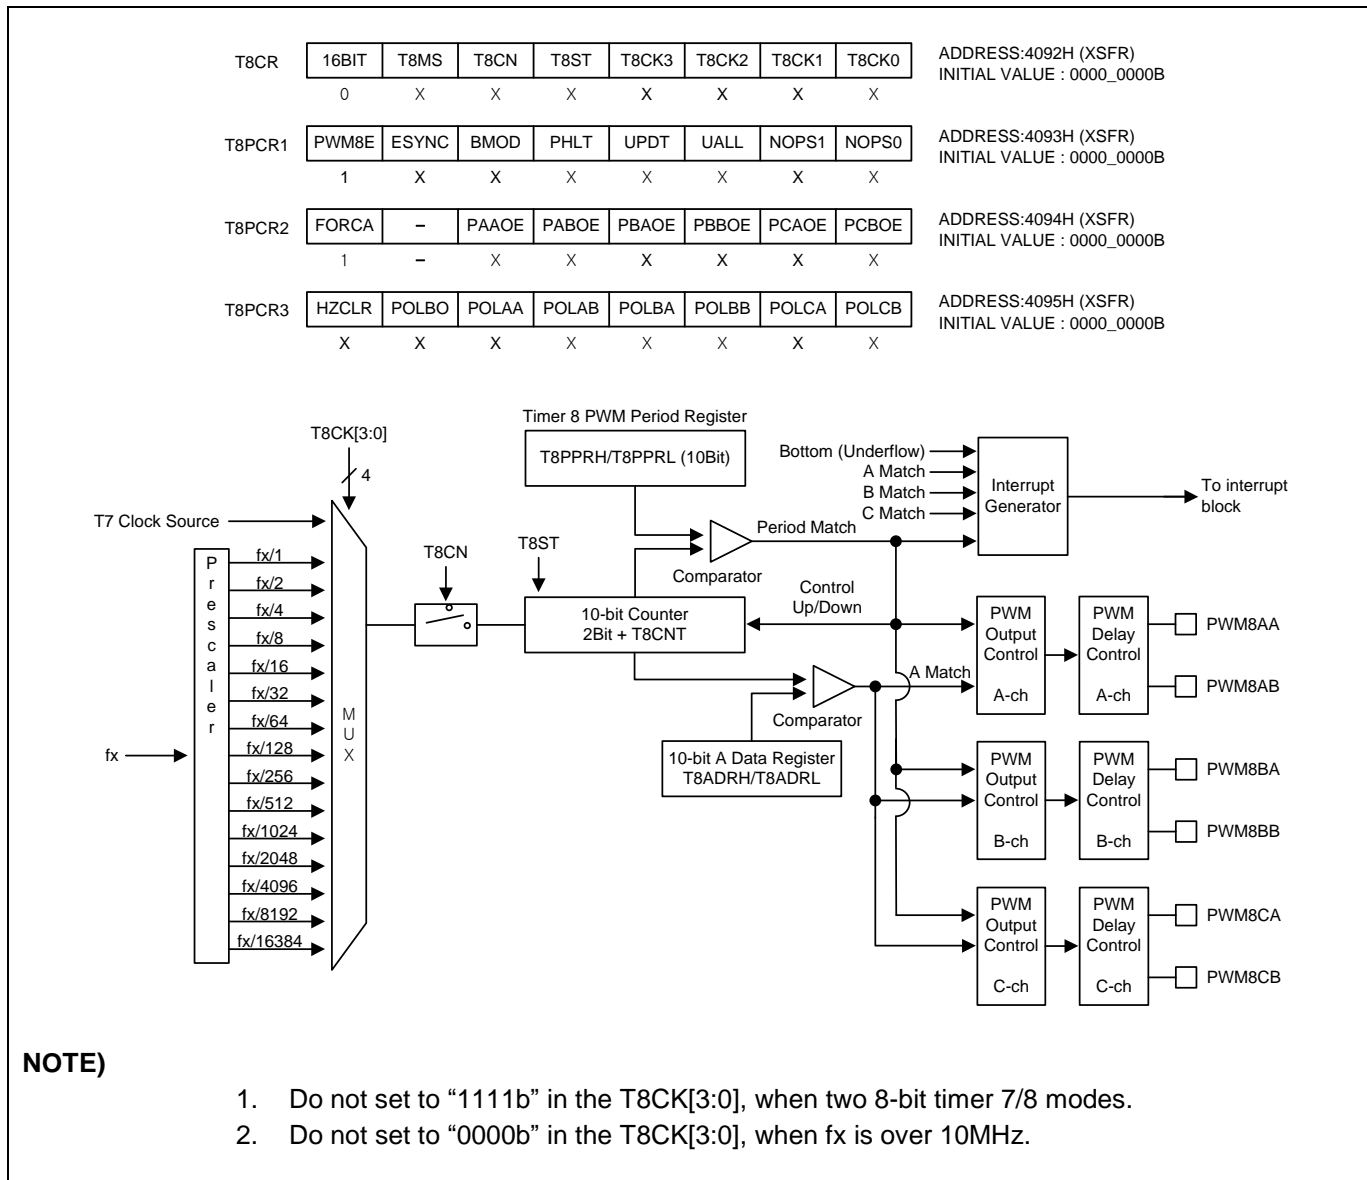 T8CR 16BIT T8MS T8CN T8ST T8CK3 T8CK2 T8CK1 T8CK0 ADDRESS:4092H (XSFR)
INITIAL VALUE : 0000_0000B
0 X X X X X X X
T8PCR1 PWM8E ESYNC BMOD PHLT UPDT UALL NOPS1 NOPS0 ADDRESS:4093H (XSFR)
INITIAL VALUE : 0000_0000B
1 X X X X X X X
T8PCR2 FORCA – PAAOE PABOE PBAOE PBBOE PCAOE PCBOE ADDRESS:4094H (XSFR)
INITIAL VALUE : 0000_0000B
1 – X X X X X X
T8PCR3 HZCLR POLBO POLAA POLAB POLBA POLBB POLCA POLCB ADDRESS:4095H (XSFR)
INITIAL VALUE : 0000_0000B
X X X X X X X X
T8CK[3:0]
4
T7 Clock Source
fx
Prescaler
fx/1
fx/2
fx/4
fx/8
fx/16
fx/32
fx/64
fx/128
fx/256
fx/512
fx/1024
fx/2048
fx/4096
fx/8192
fx/16384
MUX
T8CN
T8ST
Timer 8 PWM Period Register
T8PPRH/T8PPRL (10Bit)
Comparator
Period Match
10-bit Counter
2Bit + T8CNT
Control
Up/Down
A Match
Comparator
10-bit A Data Register
T8ADRH/T8ADRL
Bottom (Underflow)
A Match
B Match
C Match
Interrupt
Generator
To interrupt
block
PWM
Output
Control
A-ch
PWM
Delay
Control
A-ch
PWM8AA
PWM8AB
PWM
Output
Control
B-ch
PWM
Delay
Control
B-ch
PWM8BA
PWM8BB
PWM
Output
Control
C-ch
PWM
Delay
Control
C-ch
PWM8CA
PWM8CB
NOTE)
1. Do not set to “1111b” in the T8CK[3:0], when two 8-bit timer 7/8 modes.
2. Do not set to “0000b” in the T8CK[3:0], when fx is over 10MHz.